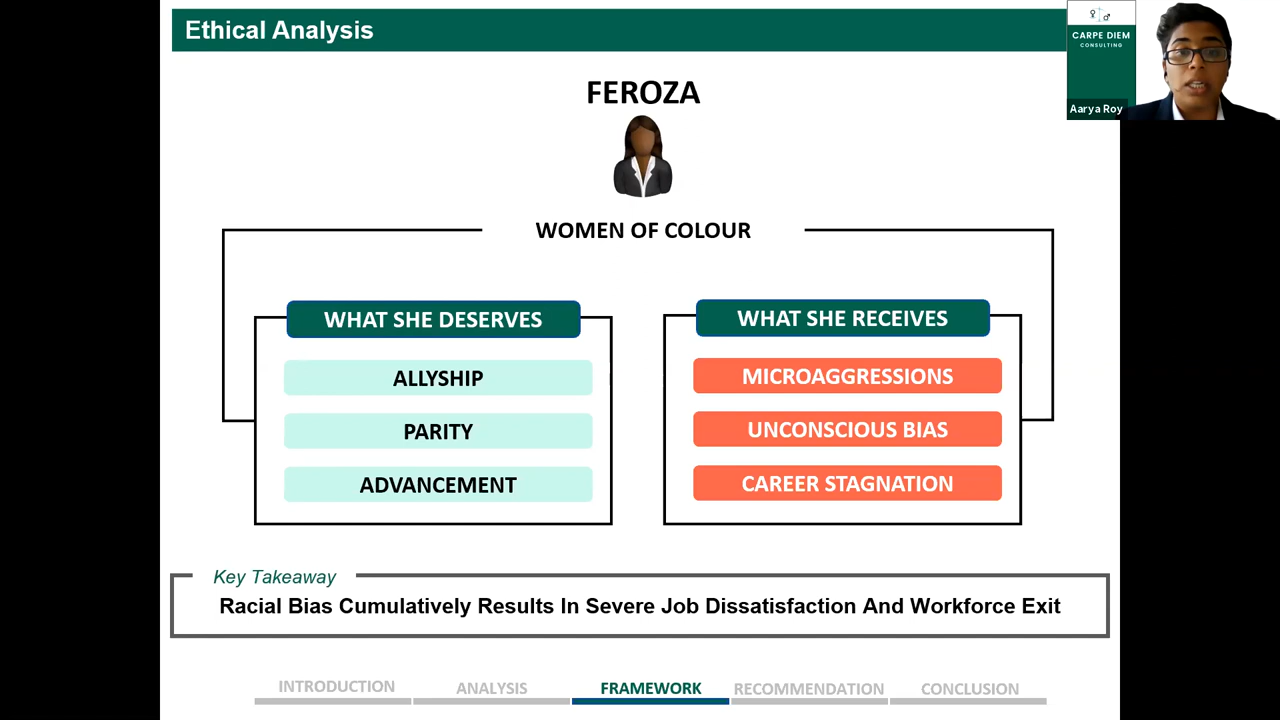 Ethical Analysis
CARPE DIEM
CONSULTING
Aarya Roy
FEROZA
WOMEN OF COLOUR
WHAT SHE DESERVES
ALLYSHIP
PARITY
ADVANCEMENT
WHAT SHE RECEIVES
MICROAGGRESSIONS
UNCONSCIOUS BIAS
CAREER STAGNATION
Key Takeaway
Racial Bias Cumulatively Results In Severe Job Dissatisfaction And Workforce Exit
INTRODUCTION
ANALYSIS
FRAMEWORK
RECOMMENDATION
CONCLUSION